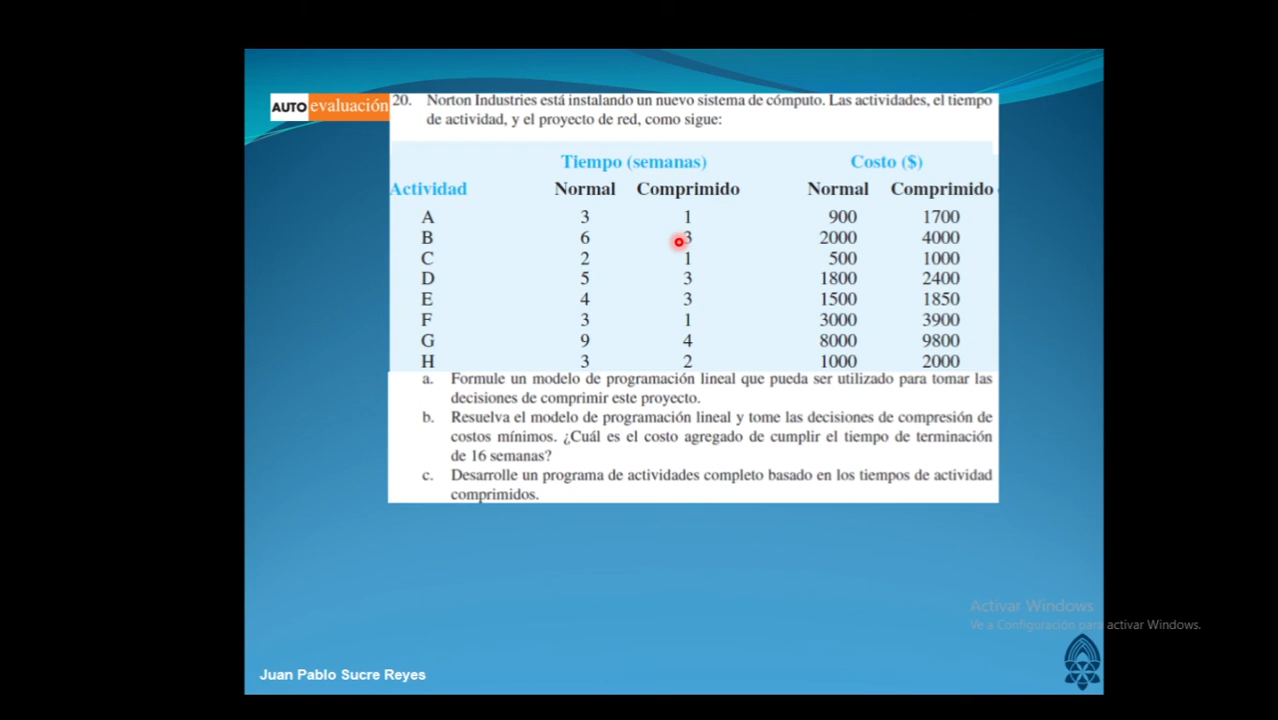 AUTO evaluación
20. Norton Industries está instalando un nuevo sistema de cómputo. Las actividades, el tiempo
de actividad, y el proyecto de red, como sigue:
Tiempo (semanas) Costo ($)
Actividad Normal Comprimido Normal Comprimido
A 3 1 900 1700
B 6 3 2000 4000
C 2 1 500 1000
D 5 3 1800 2400
E 4 3 1500 1850
F 3 1 3000 3900
G 9 4 8000 9800
H 3 2 1000 2000
a. Formule un modelo de programación lineal que pueda ser utilizado para tomar las
decisiones de comprimir este proyecto.
b. Resuelva el modelo de programación lineal y tome las decisiones de compresión de
costos mínimos. ¿Cuál es el costo agregado de cumplir el tiempo de terminación
de 16 semanas?
c. Desarrolle un programa de actividades completo basado en los tiempos de actividad
comprimidos.
Activar Windows
Ve a Configuración para activar Windows.
Juan Pablo Sucre Reyes